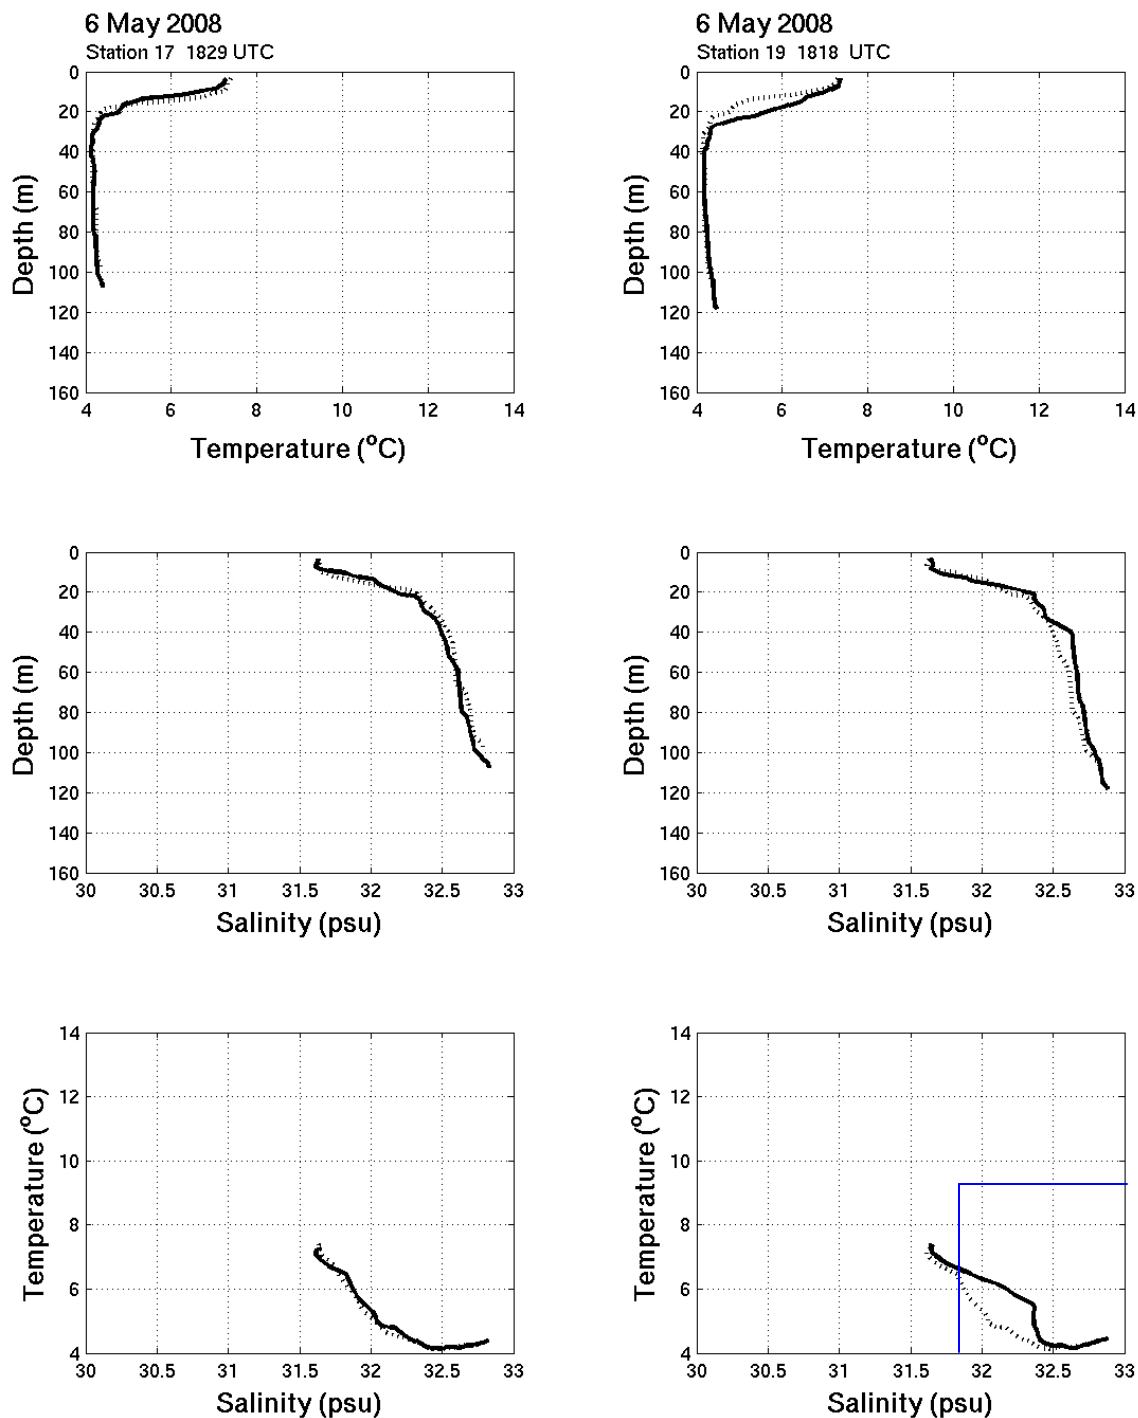 6 May 2008
Station 17 1829 UTC
0
20
40
60
80
100
120
140
160
Depth (m)
4 6 8 10 12 14
Temperature (°C)
6 May 2008
Station 19 1818 UTC
0
20
40
60
80
100
120
140
160
Depth (m)
4 6 8 10 12 14
Temperature (°C)
0
20
40
60
80
100
120
140
160
Depth (m)
30 30.5 31 31.5 32 32.5 33
Salinity (psu)
0
20
40
60
80
100
120
140
160
Depth (m)
30 30.5 31 31.5 32 32.5 33
Salinity (psu)
14
12
10
8
6
4
Temperature (°C)
30 30.5 31 31.5 32 32.5 33
Salinity (psu)
14
12
10
8
6
4
Temperature (°C)
30 30.5 31 31.5 32 32.5 33
Salinity (psu)